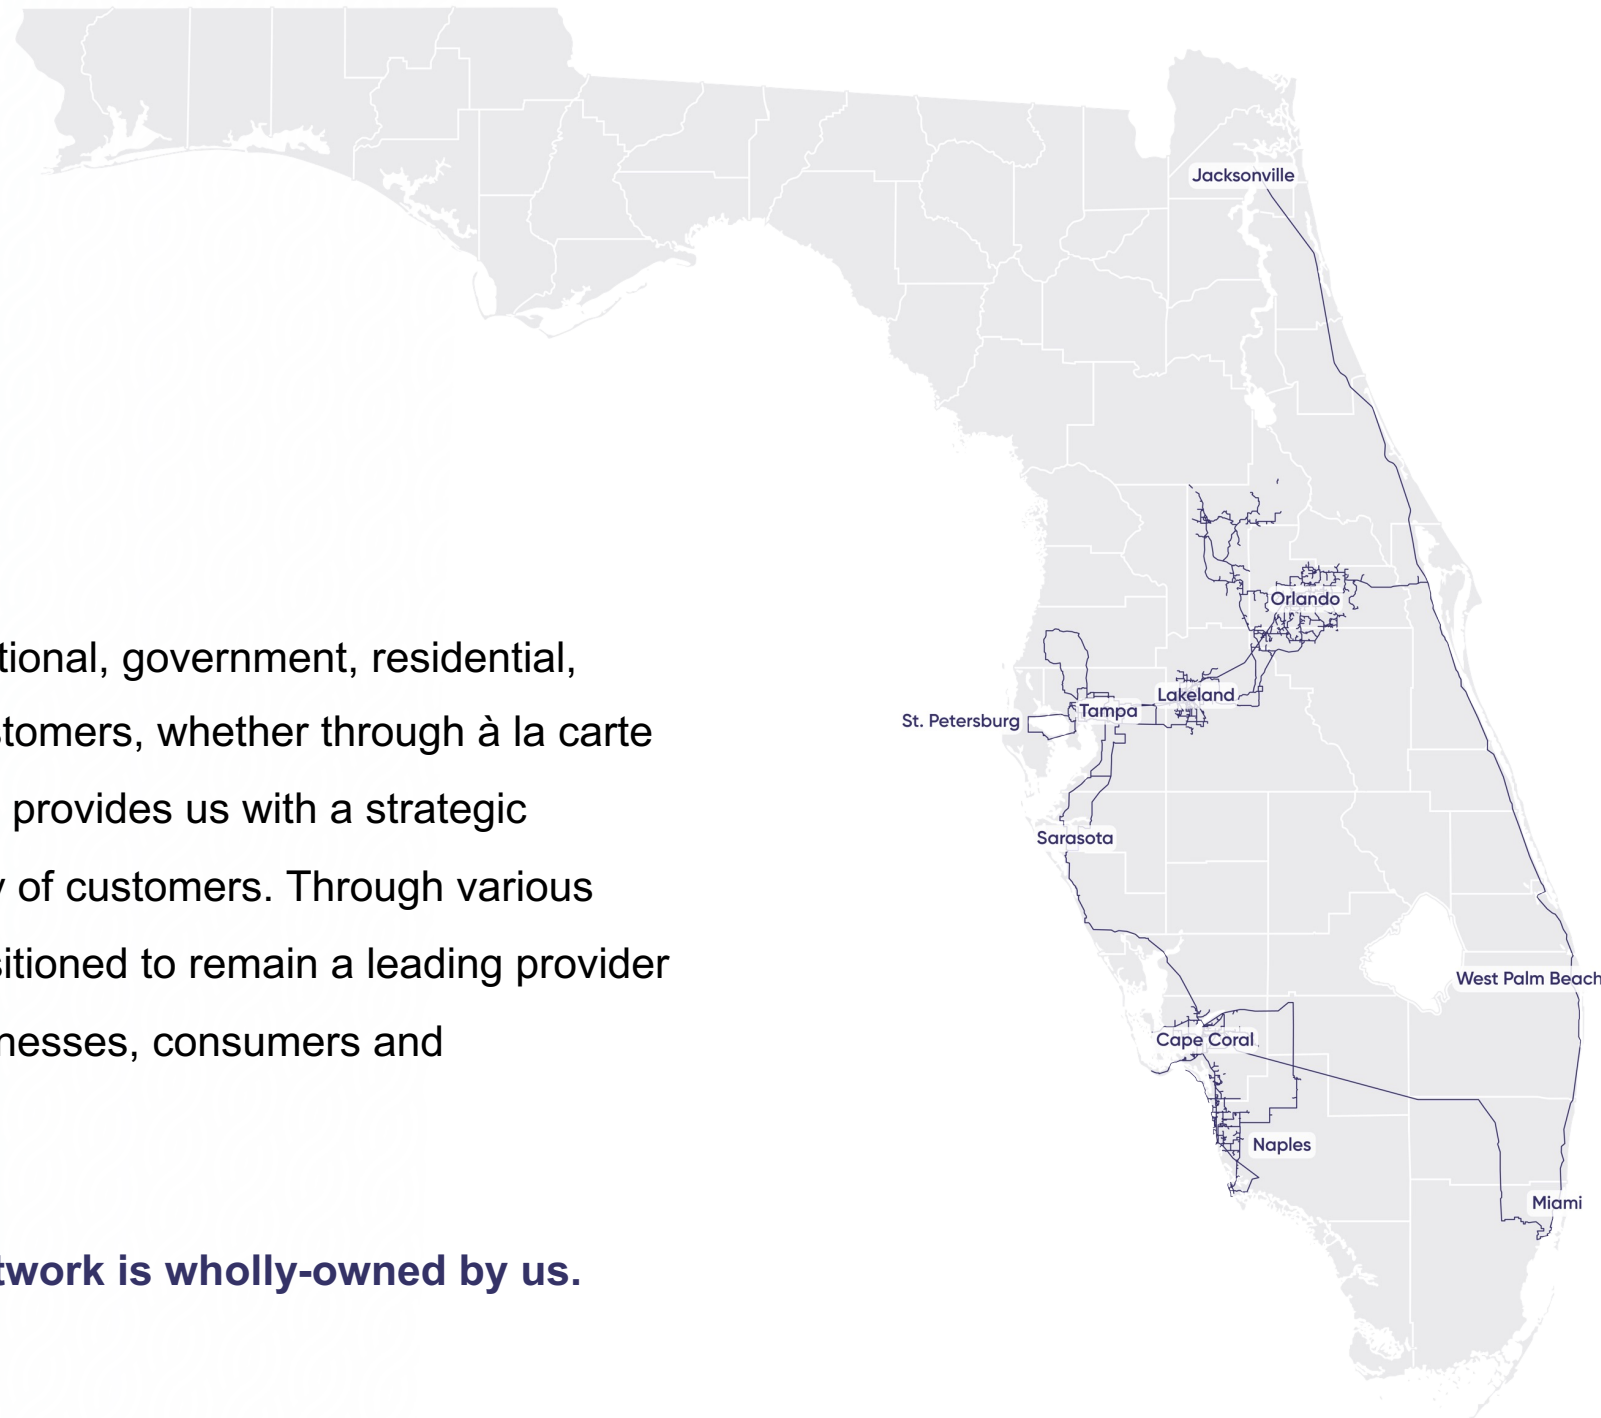 tional, government, residential,
stomers, whether through à la carte
provides us with a strategic
of customers. Through various
sitioned to remain a leading provider
nesses, consumers and
twork is wholly-owned by us.
Jacksonville
Orlando
Lakeland
Tampa
St. Petersburg
Sarasota
West Palm Beach
Cape Coral
Naples
Miami